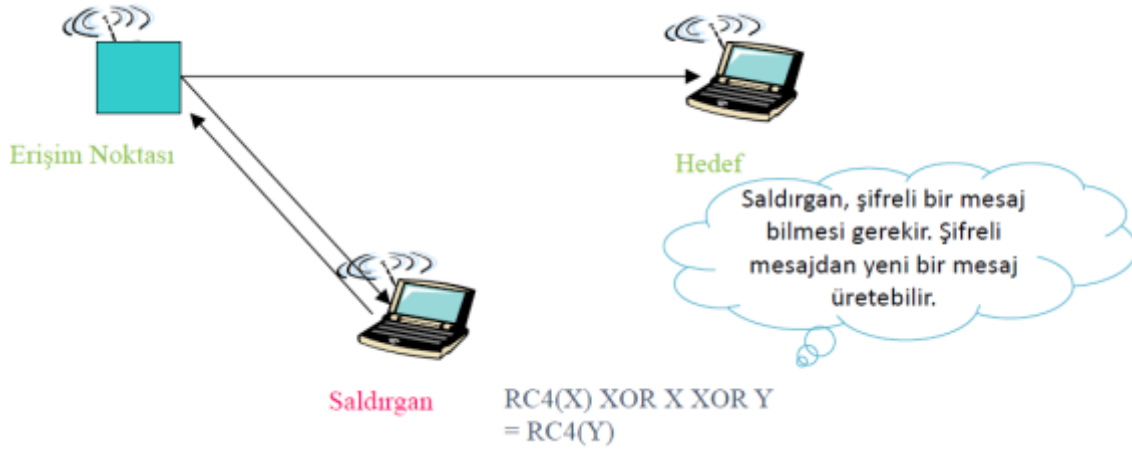 Erişim Noktası
Hedef
Saldırgan, şifreli bir mesaj
bilmesi gerekir. Şifreli
mesajdan yeni bir mesaj
üretebilir.
Saldırgan
RC4(X) XOR X XOR Y
= RC4(Y)